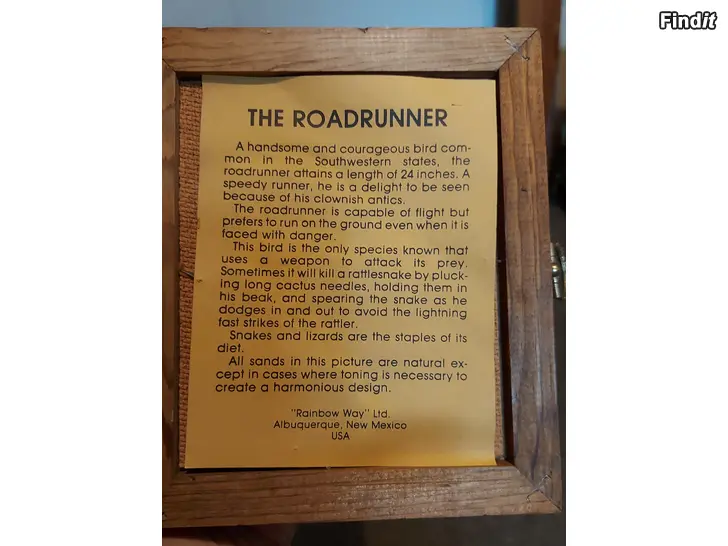 Findit
THE ROADRUNNER
A handsome and courageous bird com-
mon in the Southwestern states, the
roadrunner attains a length of 24 inches. A
speedy runner, he is a delight to be seen
because of his clownish antics.
The roadrunner is capable of flight but
prefers to run on the ground even when it is
faced with danger.
This bird is the only species known that
uses a weapon to attack its prey.
Sometimes it will kill a rattlesnake by pluck-
ing long cactus needles, holding them in
his beak, and spearing the snake as he
dodges in and out to avoid the lightning
fast strikes of the rattler.
Snakes and lizards are the staples of its
diet.
All sands in this picture are natural ex-
cept in cases where toning is necessary to
create a harmonious design.
"Rainbow Way" Ltd.
Albuquerque, New Mexico
USA